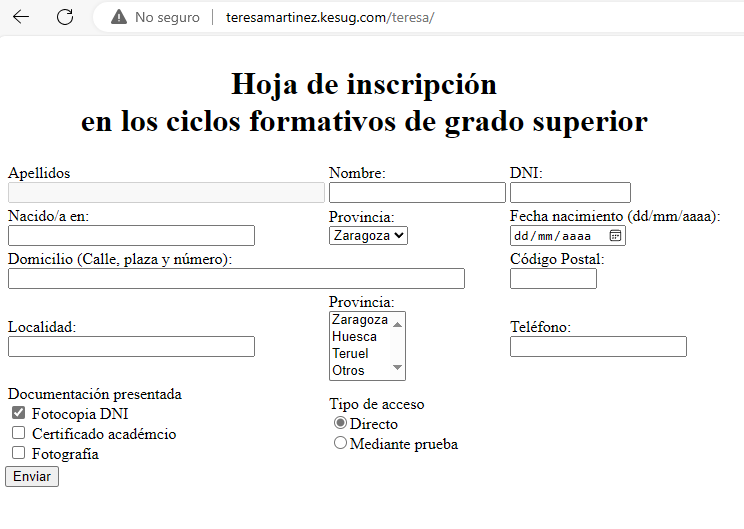 No seguro teresamartinez.kesug.com/teresa/
Hoja de inscripción
en los ciclos formativos de grado superior
Apellidos Nombre: DNI:
Nacido/a en: Provincia: Fecha nacimiento (dd/mm/aaaa):
Zaragoza dd/mm/aaaa
Domicilio (Calle, plaza y número): Código Postal:
Provincia:
Zaragoza
Localidad: Huesca Teléfono:
Teruel
Otros
Documentación presentada Tipo de acceso
Fotocopia DNI Directo
Certificado académcio Mediante prueba
Fotografía
Enviar